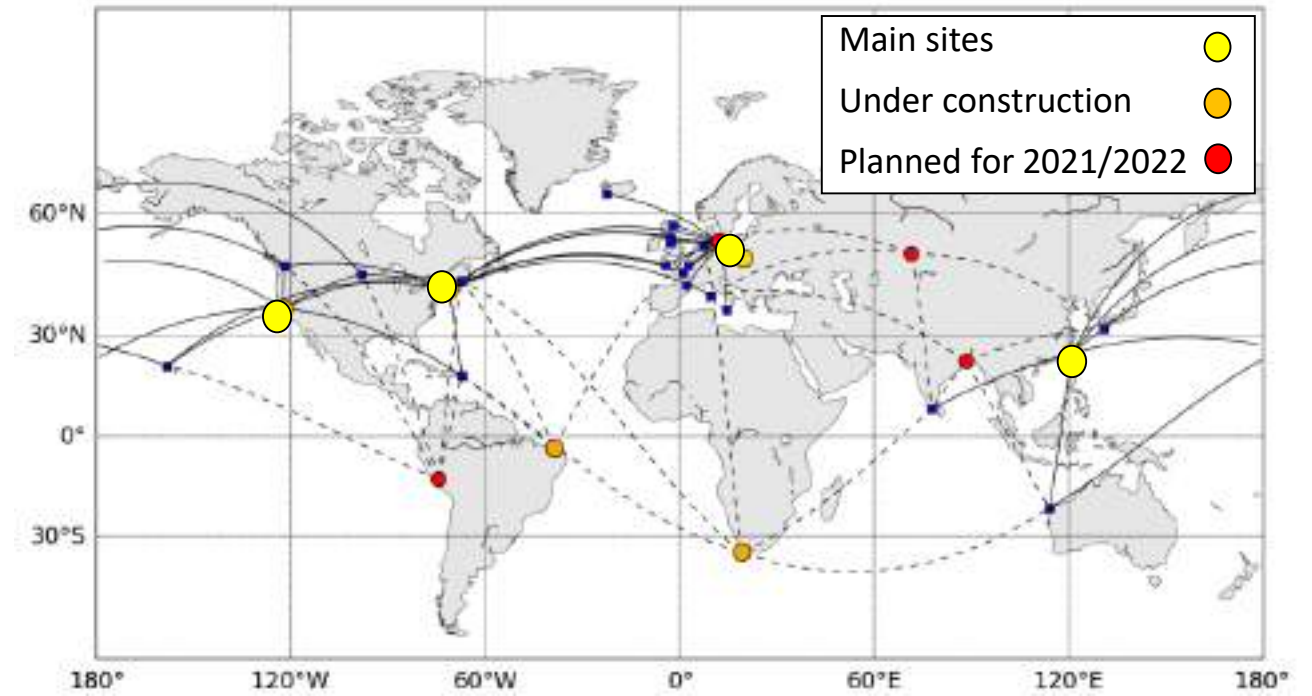 Main sites
Under construction
Planned for 2021/2022
60°N
30°N
0°
30°S
180° 120°W 60°W 0° 60°E 120°E 180°